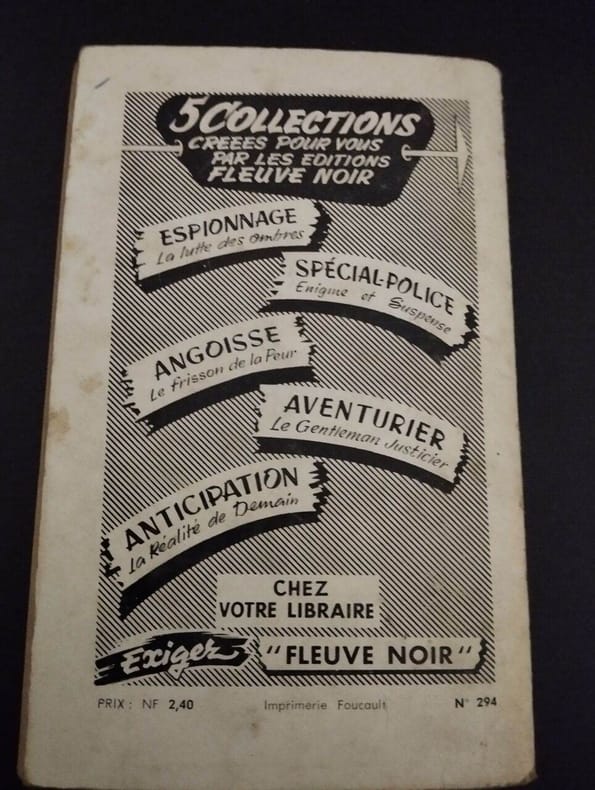 5 COLLECTIONS
CRÉÉES POUR VOUS
PAR LES EDITIONS
FLEUVE NOIR
ESPIONNAGE
La lutte des Ombres
SPÉCIAL-POLICE
Enigme et Suspense
ANGOISSE
Le frisson de la Peur
AVENTURIER
Le Gentleman Justicier
ANTICIPATION
La Réalité de Demain
CHEZ
VOTRE LIBRAIRE
Exigez "FLEUVE NOIR"
PRIX : NF 2,40 Imprimerie Foucault N° 294